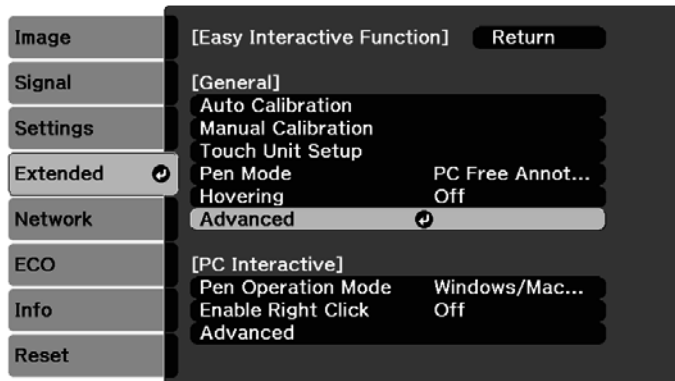 Image
Signal
Settings
Extended
Network
ECO
Info
Reset
[Easy Interactive Function] Return
[General]
Auto Calibration
Manual Calibration
Touch Unit Setup
Pen Mode PC Free Annot...
Hovering Off
Advanced
[PC Interactive]
Pen Operation Mode Windows/Mac...
Enable Right Click Off
Advanced